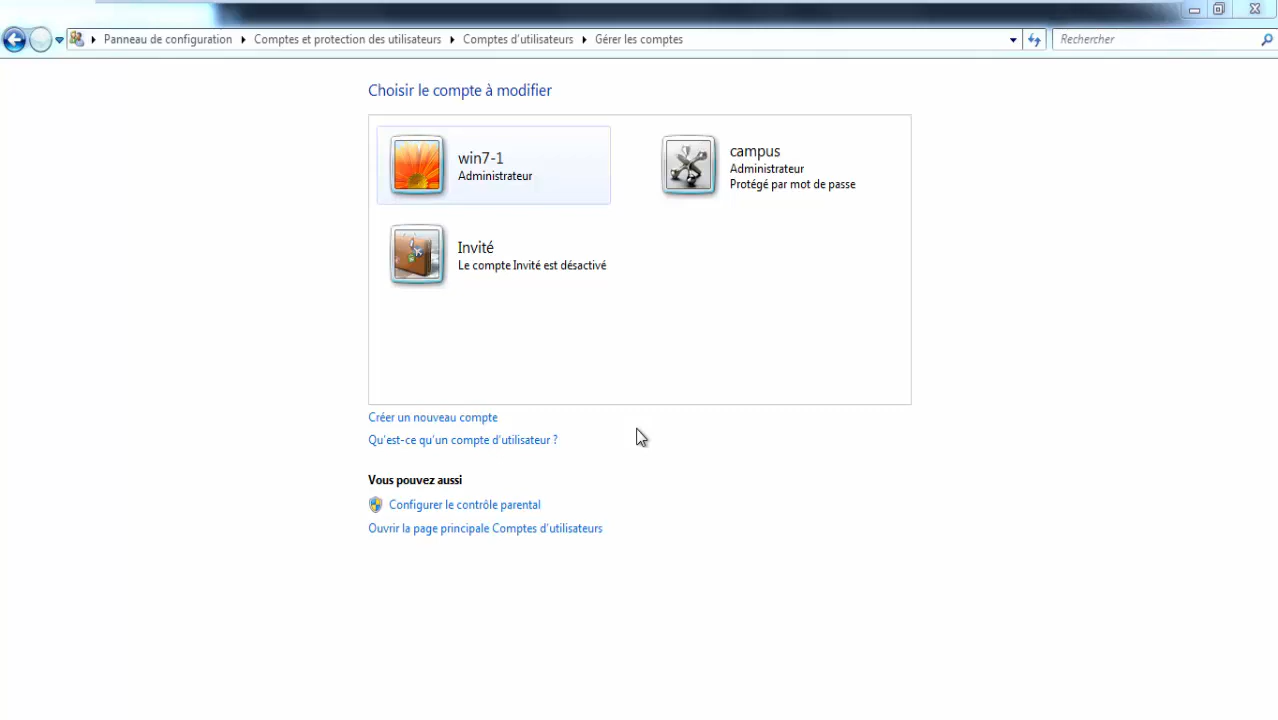 Panneau de configuration Comptes et protection des utilisateurs Comptes d'utilisateurs Gérer les comptes Rechercher
Choisir le compte à modifier
win7-1
Administrateur
campus
Administrateur
Protégé par mot de passe
Invité
Le compte Invité est désactivé
Créer un nouveau compte
Qu'est-ce qu'un compte d'utilisateur ?
Vous pouvez aussi
Configurer le contrôle parental
Ouvrir la page principale Comptes d'utilisateurs